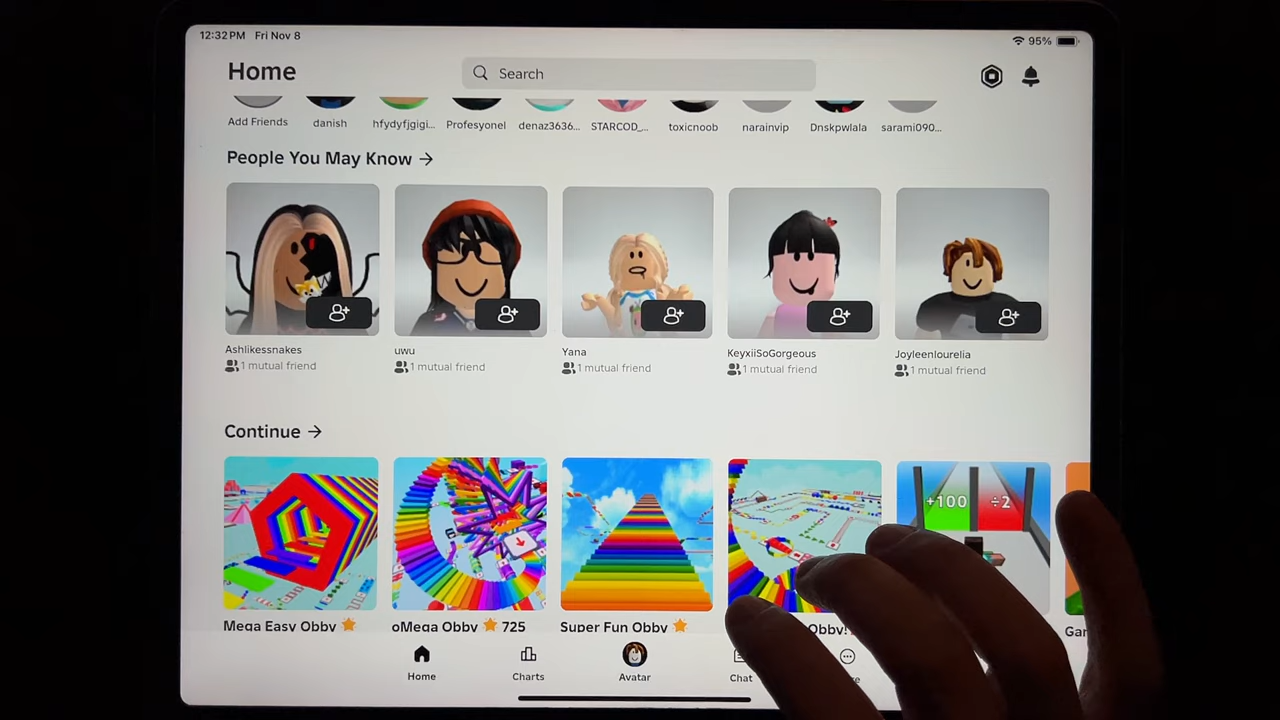 12:32 PM Fri Nov 8
95%
Home
Search
Add Friends
danish
hfydyfjgigi...
Profesyonel
denaz3636...
STARCOD_...
toxicnoob
narainvip
Dnskpwlala
sarami090...
People You May Know →
Ashlikessnakes
1 mutual friend
uwu
1 mutual friend
Yana
1 mutual friend
KeyxiiSoGorgeous
1 mutual friend
Joyleenlourelia
1 mutual friend
Continue →
+100
÷2
Mega Easy Obby
oMega Obby 725
Super Fun Obby
Obby!
Home
Charts
Avatar
Chat